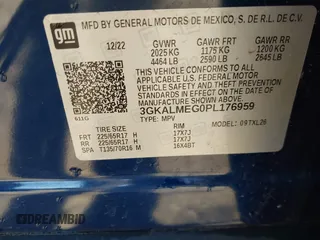 MFD BY GENERAL MOTORS DE MEXICO, S DE R.L. DE C.V.
gm
12/22 GVWR GAWR FRT GAWR RR
2025 KG 1175 KG 1200 KG
4464 LB 2590 LB 2645 LB
THIS VEHICLE CONFORMS TO ALL APPLICABLE U.S.
FEDERAL MOTOR VEHICLE SAFETY, BUMPER, AND THEFT
PREVENTION STANDARDS IN EFFECT ON THE DATE OF
MANUFACTURE SHOWN ABOVE.
3GKALMEG0PL176959
611G TYPE: MPV
TIRE SIZE RIM MODEL: 09TXL26
FRT 225/65R17 H 17X7J
RR 225/65R17 H 17X7J
SPA T135/70R16 M 16X4BT
EPICBID